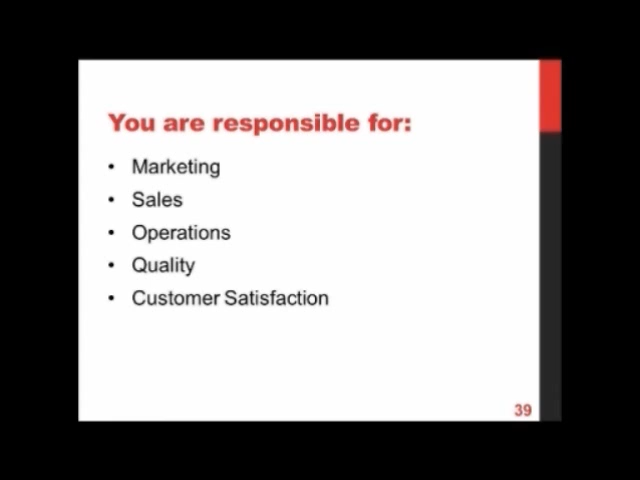 You are responsible for:
• Marketing
• Sales
• Operations
• Quality
• Customer Satisfaction
39